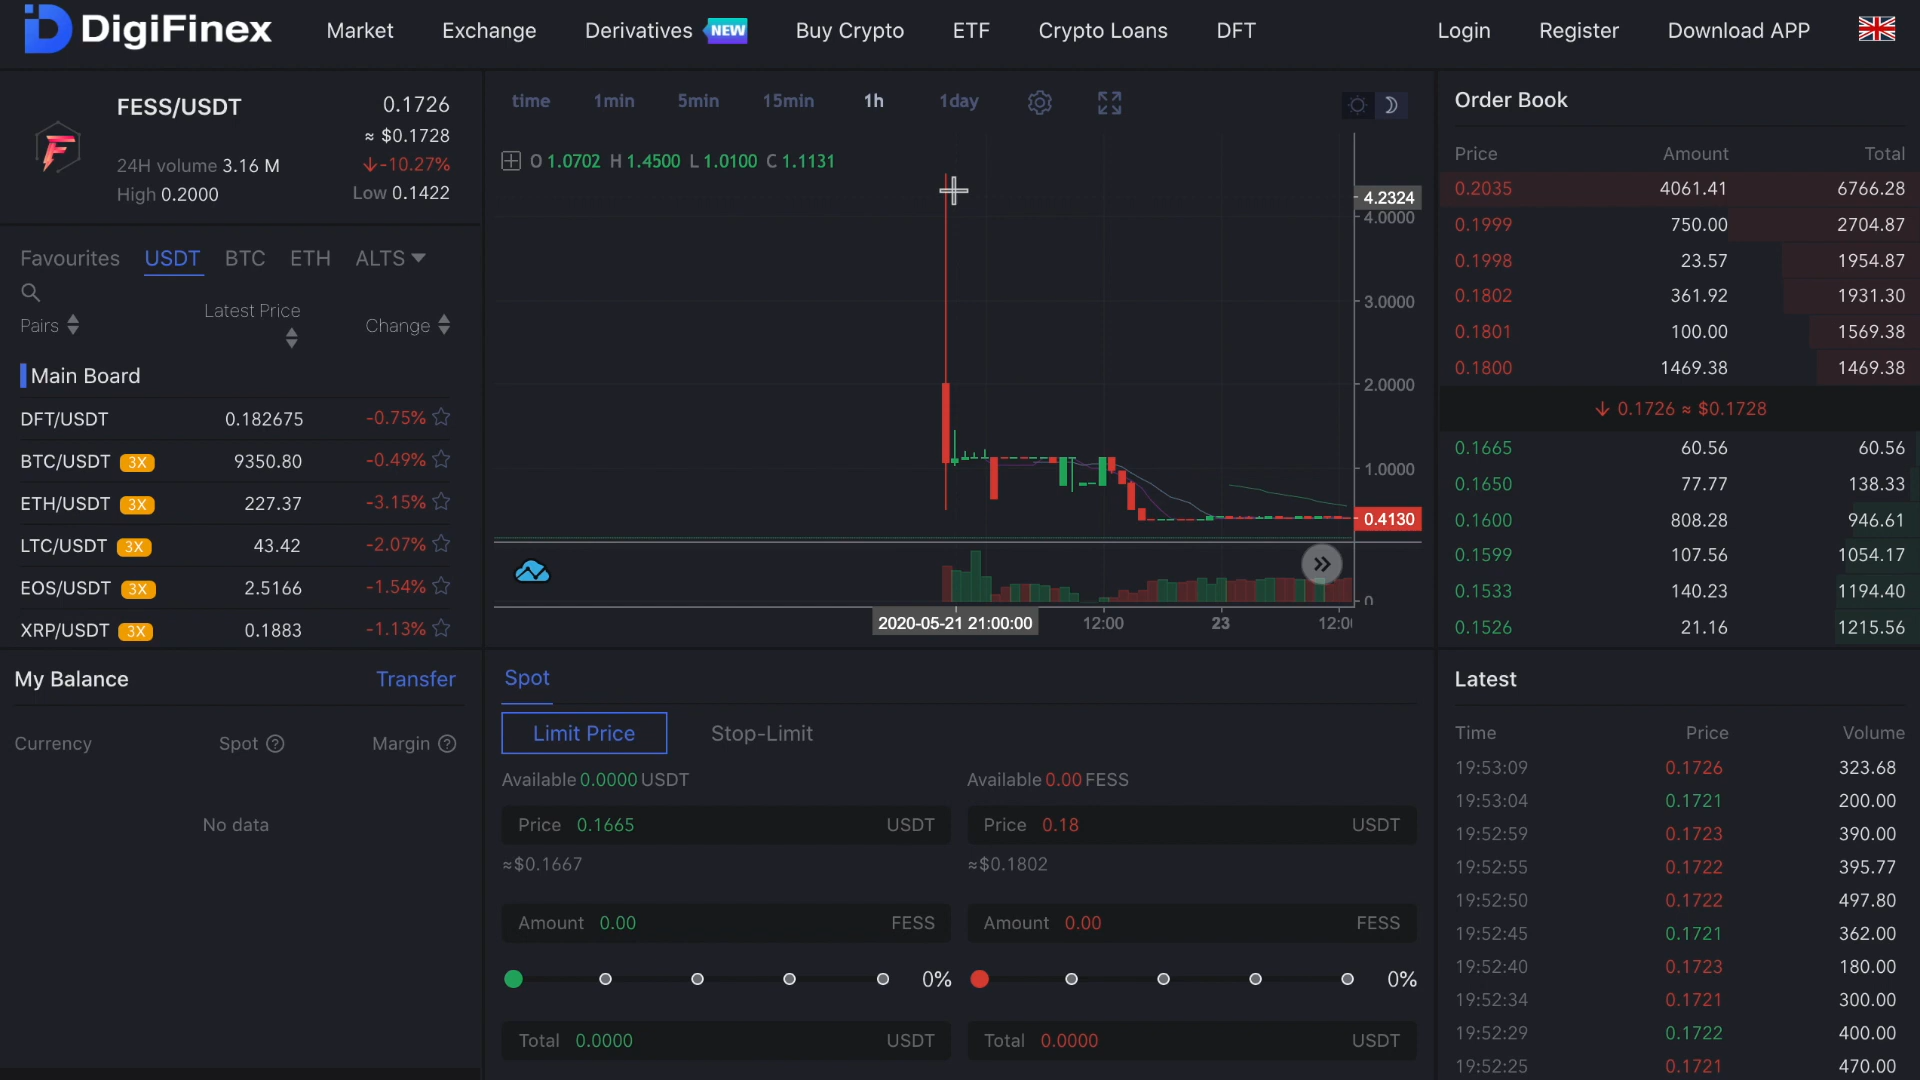 DigiFinex
Market Exchange Derivatives NEW Buy Crypto ETF Crypto Loans DFT Login Register Download APP
FESS/USDT 0.1726
≈ $0.1728
24H volume 3.16 M ↓-10.27%
High 0.2000 Low 0.1422
Favourites USDT BTC ETH ALTS
Latest Price
Pairs Change
Main Board
DFT/USDT 0.182675 -0.75%
BTC/USDT 3X 9350.80 -0.49%
ETH/USDT 3X 227.37 -3.15%
LTC/USDT 3X 43.42 -2.07%
EOS/USDT 3X 2.5166 -1.54%
XRP/USDT 3X 0.1883 -1.13%
time 1min 5min 15min 1h 1day
O 1.0702 H 1.4500 L 1.0100 C 1.1131
4.2324
4.0000
3.0000
2.0000
1.0000
0.4130
0
2020-05-21 21:00:00 12:00 23 12:00
Order Book
Price Amount Total
0.2035 4061.41 6766.28
0.1999 750.00 2704.87
0.1998 23.57 1954.87
0.1802 361.92 1931.30
0.1801 100.00 1569.38
0.1800 1469.38 1469.38
↓ 0.1726 ≈ $0.1728
0.1665 60.56 60.56
0.1650 77.77 138.33
0.1600 808.28 946.61
0.1599 107.56 1054.17
0.1533 140.23 1194.40
0.1526 21.16 1215.56
My Balance Transfer
Currency Spot ? Margin ?
No data
Spot
Limit Price Stop-Limit
Available 0.0000 USDT Available 0.00 FESS
Price 0.1665 USDT Price 0.18 USDT
≈$0.1667 ≈$0.1802
Amount 0.00 FESS Amount 0.00 FESS
0% 0%
Total 0.0000 USDT Total 0.0000 USDT
Latest
Time Price Volume
19:53:09 0.1726 323.68
19:53:04 0.1721 200.00
19:52:59 0.1723 390.00
19:52:55 0.1722 395.77
19:52:50 0.1722 497.80
19:52:45 0.1721 362.00
19:52:40 0.1723 180.00
19:52:34 0.1721 300.00
19:52:29 0.1722 400.00
19:52:25 0.1721 470.00